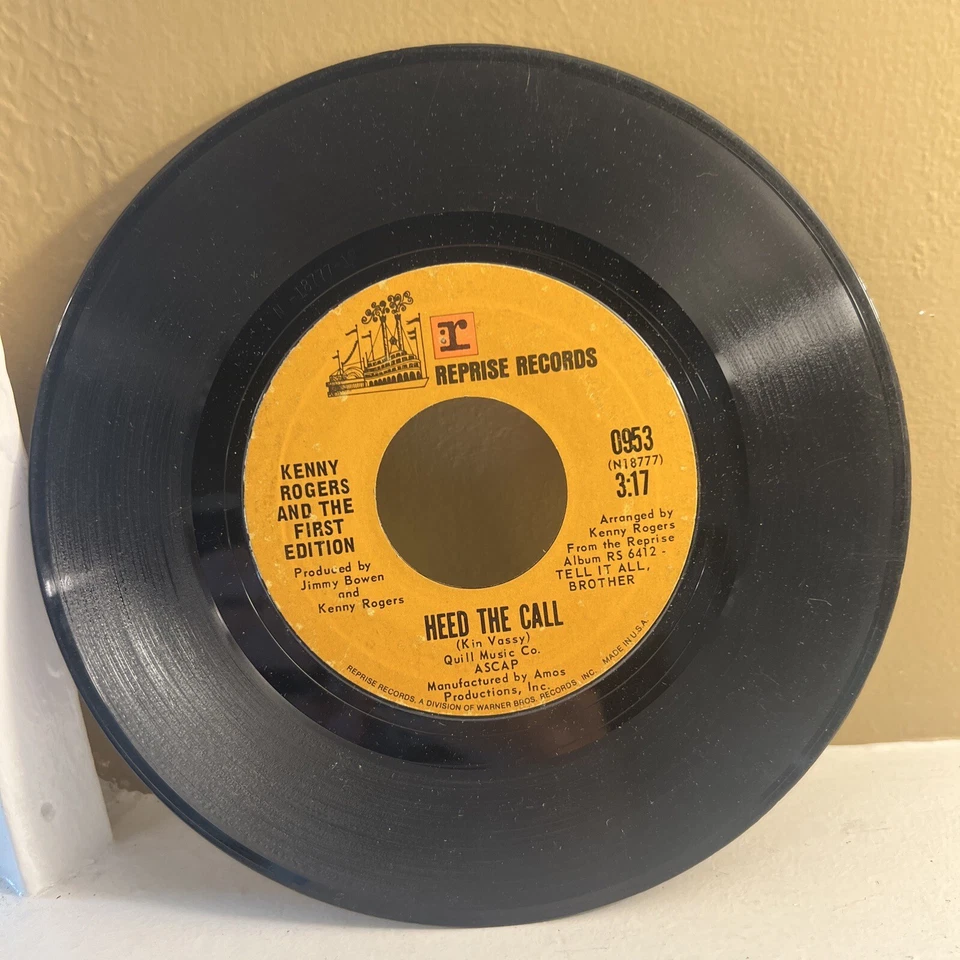 r
REPRISE RECORDS
KENNY
ROGERS
AND THE
FIRST
EDITION
Produced by
Jimmy Bowen
and
Kenny Rogers
0953
(N18777)
3:17
Arranged by
Kenny Rogers
From the Reprise
Album RS 6412 -
TELL IT ALL,
BROTHER
HEED THE CALL
(Kin Vassy)
Quill Music Co.
ASCAP
Manufactured by Amos
Productions, Inc.
REPRISE RECORDS, A DIVISION OF WARNER BROS. RECORDS, INC. MADE IN U.S.A.